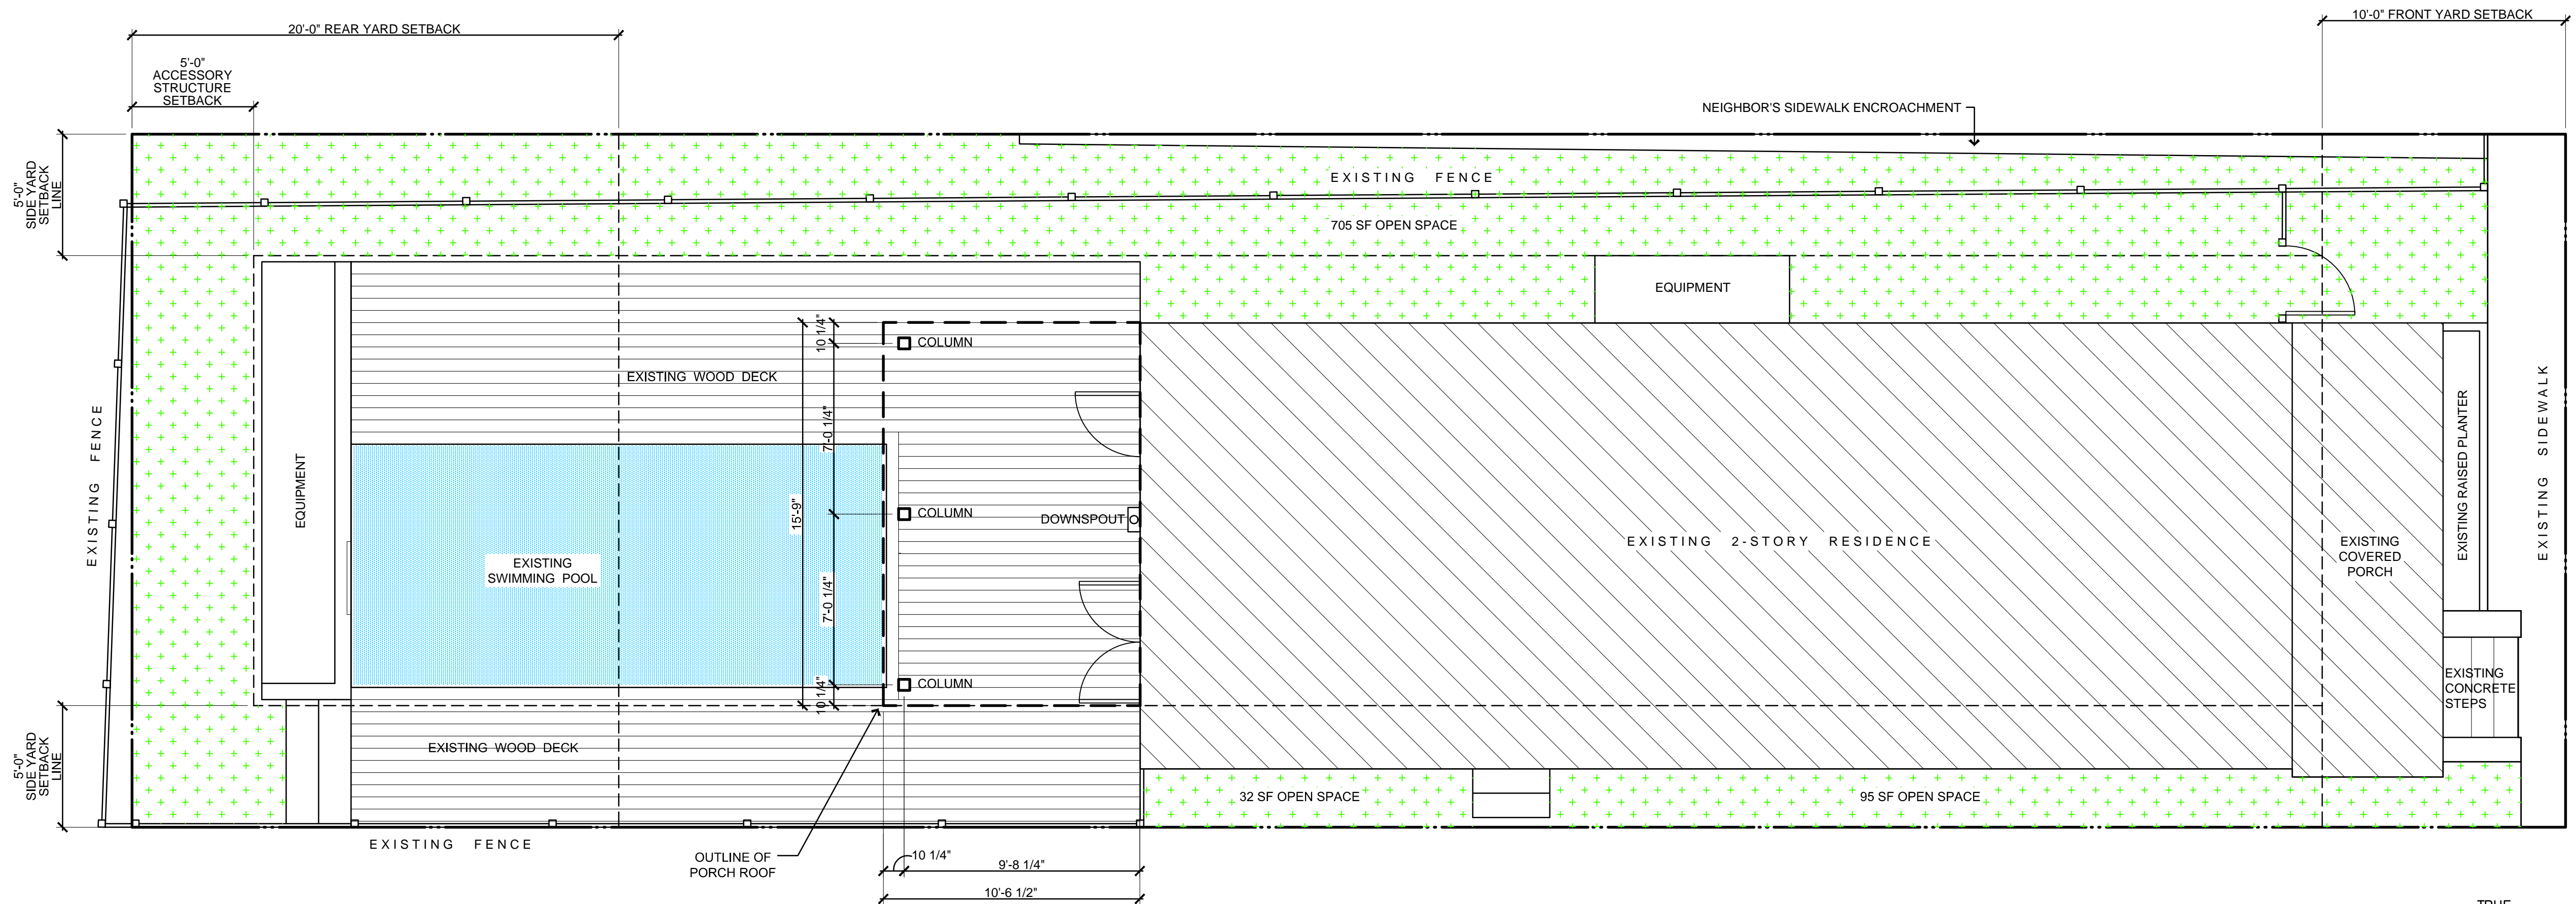 20'-0" REAR YARD SETBACK
10'-0" FRONT YARD SETBACK
5'-0"
ACCESSORY
STRUCTURE
SETBACK
NEIGHBOR'S SIDEWALK ENCROACHMENT
5'-0"
SIDE YARD
SETBACK
LINE
EXISTING FENCE
705 SF OPEN SPACE
EQUIPMENT
10 1/4"
COLUMN
EXISTING WOOD DECK
7'-0 1/4"
EXISTING FENCE
EQUIPMENT
15'-9"
COLUMN
DOWNSPOUT
EXISTING 2-STORY RESIDENCE
EXISTING
COVERED
PORCH
EXISTING RAISED PLANTER
EXISTING SIDEWALK
EXISTING
SWIMMING POOL
7'-0 1/4"
COLUMN
10 1/4"
EXISTING
CONCRETE
STEPS
5'-0"
SIDE YARD
SETBACK
LINE
EXISTING WOOD DECK
32 SF OPEN SPACE
95 SF OPEN SPACE
EXISTING FENCE
OUTLINE OF
PORCH ROOF
10 1/4"
9'-8 1/4"
10'-6 1/2"
TRUE